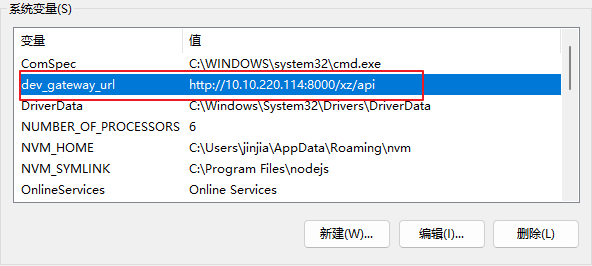 系统变量(S)
变量 值
ComSpec C:\WINDOWS\system32\cmd.exe
dev_gateway_url http://10.10.220.114:8000/xz/api
DriverData C:\Windows\System32\Drivers\DriverData
NUMBER_OF_PROCESSORS 6
NVM_HOME C:\Users\jinjia\AppData\Roaming\nvm
NVM_SYMLINK C:\Program Files\nodejs
OnlineServices Online Services
新建(W)... 编辑(I)... 删除(L)